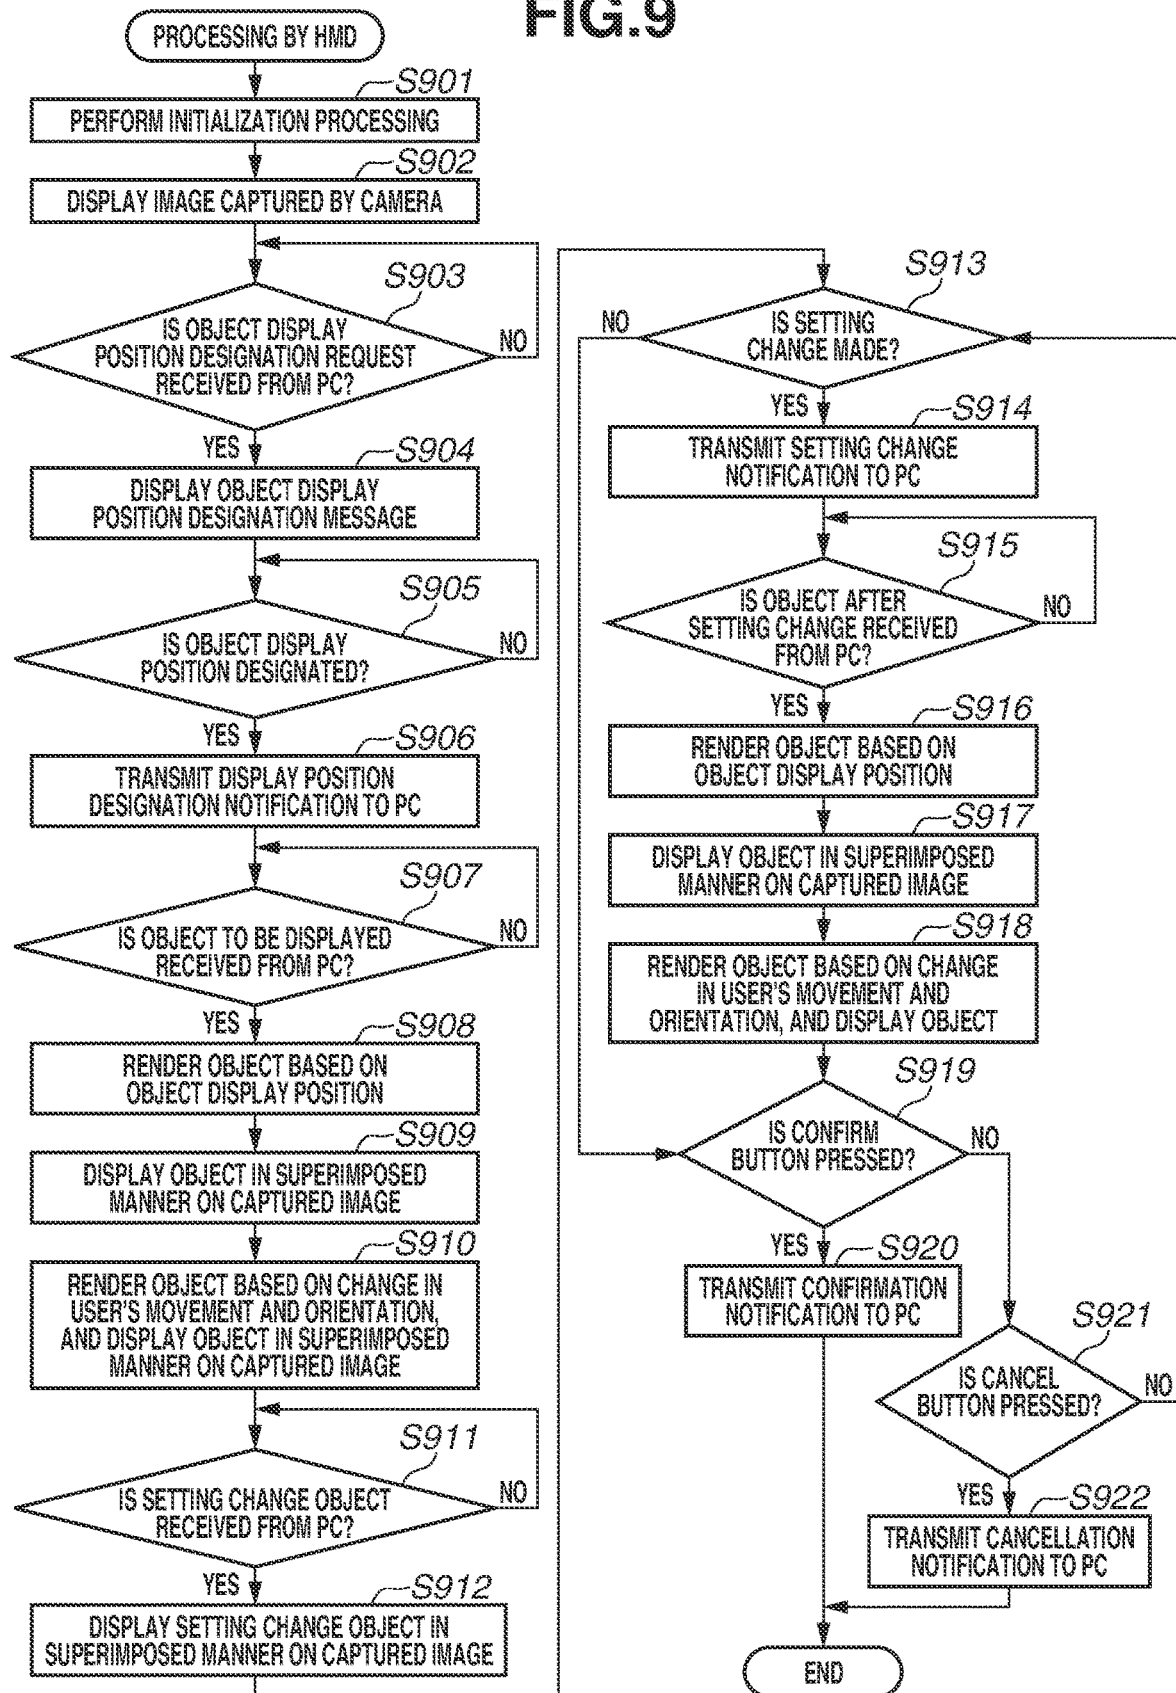 FIG.9
PROCESSING BY HMD
S901
PERFORM INITIALIZATION PROCESSING
S902
DISPLAY IMAGE CAPTURED BY CAMERA
S903
IS OBJECT DISPLAY
POSITION DESIGNATION REQUEST
RECEIVED FROM PC?
NO
YES
S904
DISPLAY OBJECT DISPLAY
POSITION DESIGNATION MESSAGE
S905
IS OBJECT DISPLAY
POSITION DESIGNATED?
NO
YES
S906
TRANSMIT DISPLAY POSITION
DESIGNATION NOTIFICATION TO PC
S907
IS OBJECT TO BE DISPLAYED
RECEIVED FROM PC?
NO
YES
S908
RENDER OBJECT BASED ON
OBJECT DISPLAY POSITION
S909
DISPLAY OBJECT IN SUPERIMPOSED
MANNER ON CAPTURED IMAGE
S910
RENDER OBJECT BASED ON CHANGE IN
USER'S MOVEMENT AND ORIENTATION,
AND DISPLAY OBJECT IN SUPERIMPOSED
MANNER ON CAPTURED IMAGE
S911
IS SETTING CHANGE OBJECT
RECEIVED FROM PC?
NO
YES
S912
DISPLAY SETTING CHANGE OBJECT IN
SUPERIMPOSED MANNER ON CAPTURED IMAGE
S913
IS SETTING
CHANGE MADE?
NO
YES
S914
TRANSMIT SETTING CHANGE
NOTIFICATION TO PC
S915
IS OBJECT AFTER
SETTING CHANGE RECEIVED
FROM PC?
NO
YES
S916
RENDER OBJECT BASED ON
OBJECT DISPLAY POSITION
S917
DISPLAY OBJECT IN SUPERIMPOSED
MANNER ON CAPTURED IMAGE
S918
RENDER OBJECT BASED ON CHANGE
IN USER'S MOVEMENT AND
ORIENTATION, AND DISPLAY OBJECT
S919
IS CONFIRM
BUTTON PRESSED?
NO
YES
S920
TRANSMIT CONFIRMATION
NOTIFICATION TO PC
S921
IS CANCEL
BUTTON PRESSED?
NO
YES
S922
TRANSMIT CANCELLATION
NOTIFICATION TO PC
END